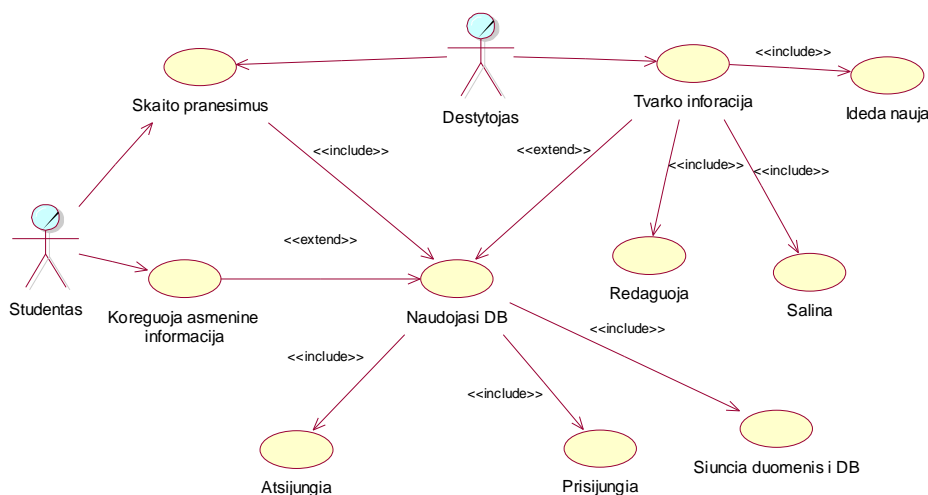 <<include>>
Skaito pranesimus
Destytojas
Tvarko inforacija
Ideda nauja
<<include>>
<<extend>>
<<include>>
<<include>>
<<extend>>
Studentas
Koreguoja asmenine
informacija
Naudojasi DB
Redaguoja
Salina
<<include>>
<<include>>
<<include>>
Atsijungia
Prisijungia
Siuncia duomenis i DB